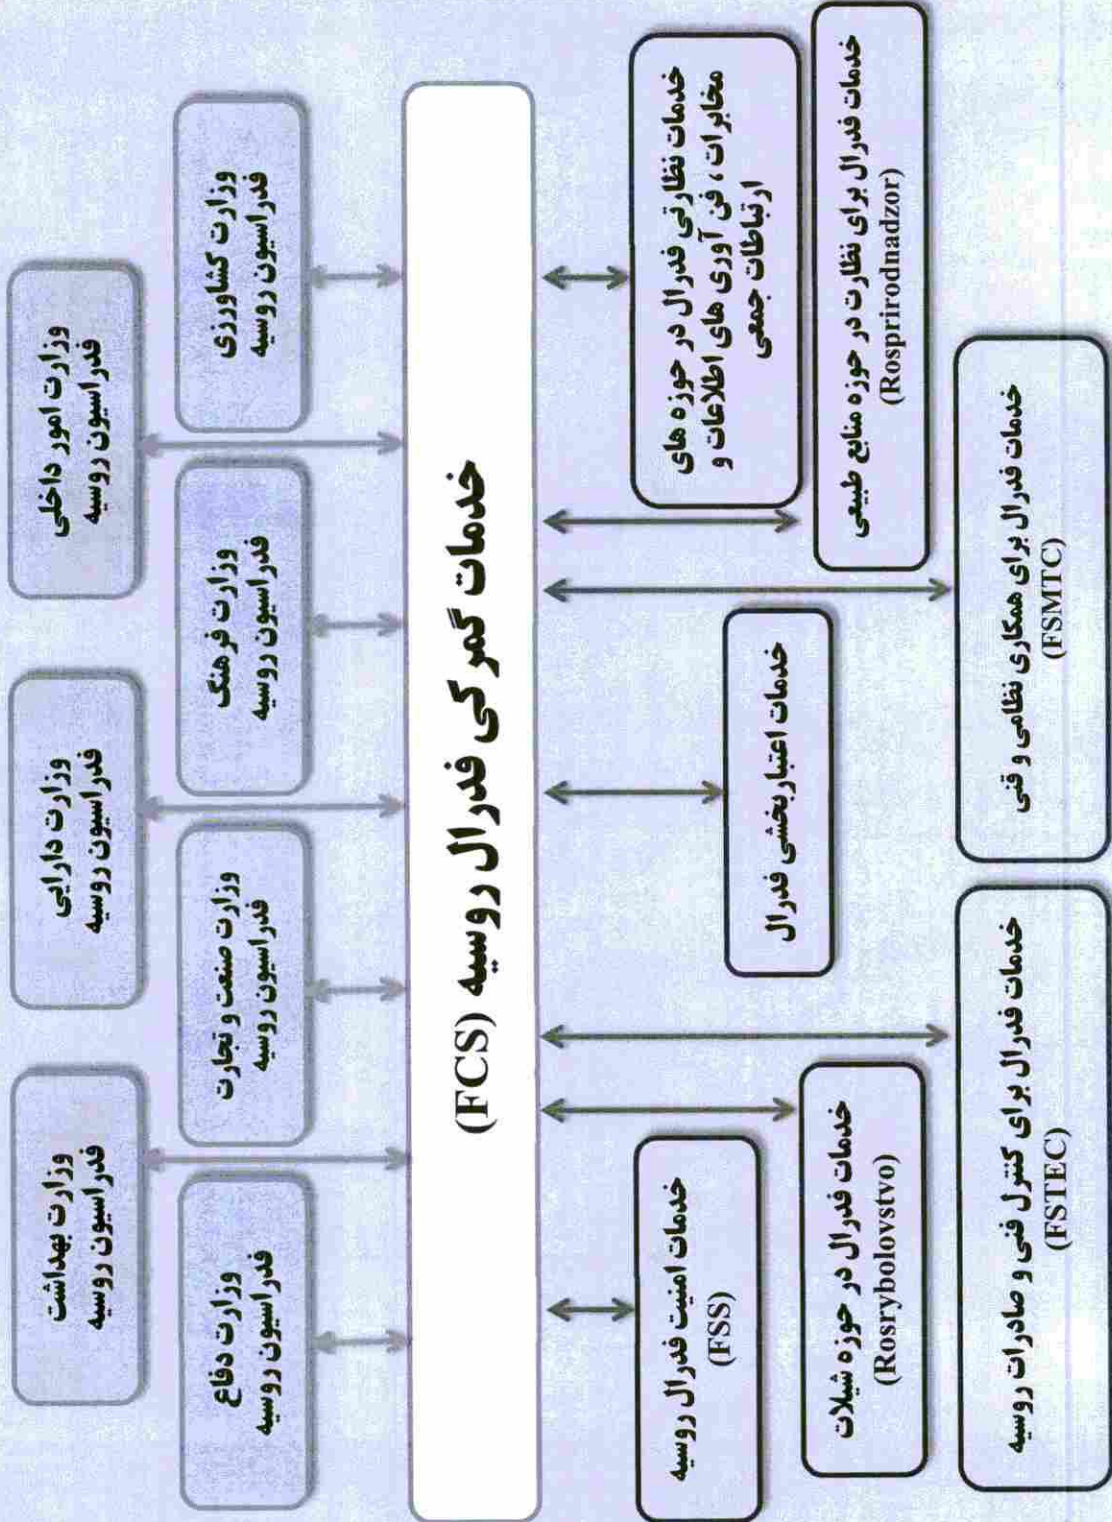 وزارت بهداشت
فدراسیون روسیه
وزارت دارایی
فدراسیون روسیه
وزارت امور داخلی
فدراسیون روسیه
وزارت دفاع
فدراسیون روسیه
وزارت صنعت و تجارت
فدراسیون روسیه
وزارت فرهنگ
فدراسیون روسیه
وزارت کشاورزی
فدراسیون روسیه
خدمات گمرکی فدرال روسیه (FCS)
خدمات امنیت فدرال روسیه
(FSS)
خدمات نظارتی فدرال در حوزه های
مخابرات ، فن آوری های اطلاعات و
ارتباطات جمعی
خدمات اعتباربخشی فدرال
خدمات فدرال در حوزه شیلات
(Rosrybolovstvo)
خدمات فدرال برای نظارت در حوزه منابع طبیعی
(Rosprirodnadzor)
خدمات فدرال برای کنترل فنی و صادرات روسیه
(FSTEC)
خدمات فدرال برای همکاری نظامی و فنی
(FSMTC)